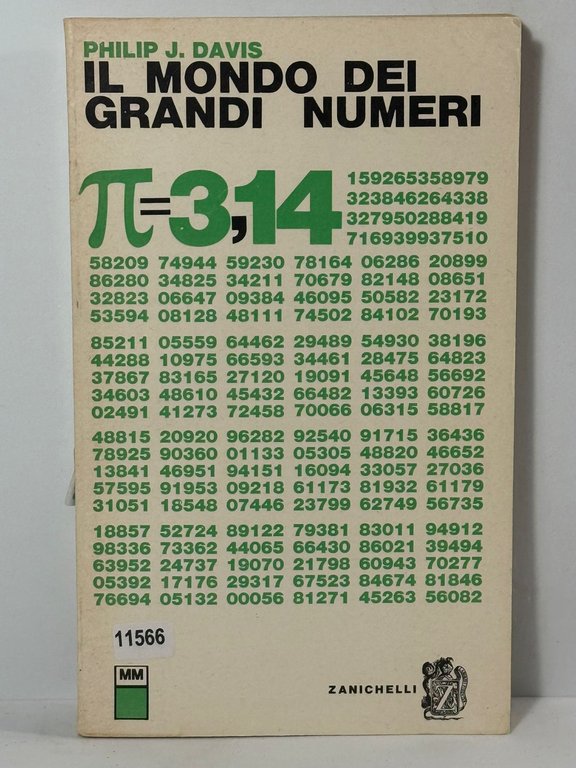 PHILIP J. DAVIS
IL MONDO DEI
GRANDI NUMERI
π=3,14
159265358979
323846264338
327950288419
716939937510
58209 74944 59230 78164 06286 20899
86280 34825 34211 70679 82148 08651
32823 06647 09384 46095 50582 23172
53594 08128 48111 74502 84102 70193
85211 05559 64462 29489 54930 38196
44288 10975 66593 34461 28475 64823
37867 83165 27120 19091 45648 56692
34603 48610 45432 66482 13393 60726
02491 41273 72458 70066 06315 58817
48815 20920 96282 92540 91715 36436
78925 90360 01133 05305 48820 46652
13841 46951 94151 16094 33057 27036
57595 91953 09218 61173 81932 61179
31051 18548 07446 23799 62749 56735
18857 52724 89122 79381 83011 94912
98336 73362 44065 66430 86021 39494
63952 24737 19070 21798 60943 70277
05392 17176 29317 67523 84674 81846
76694 05132 00056 81271 45263 56082
11566
MM
ZANICHELLI